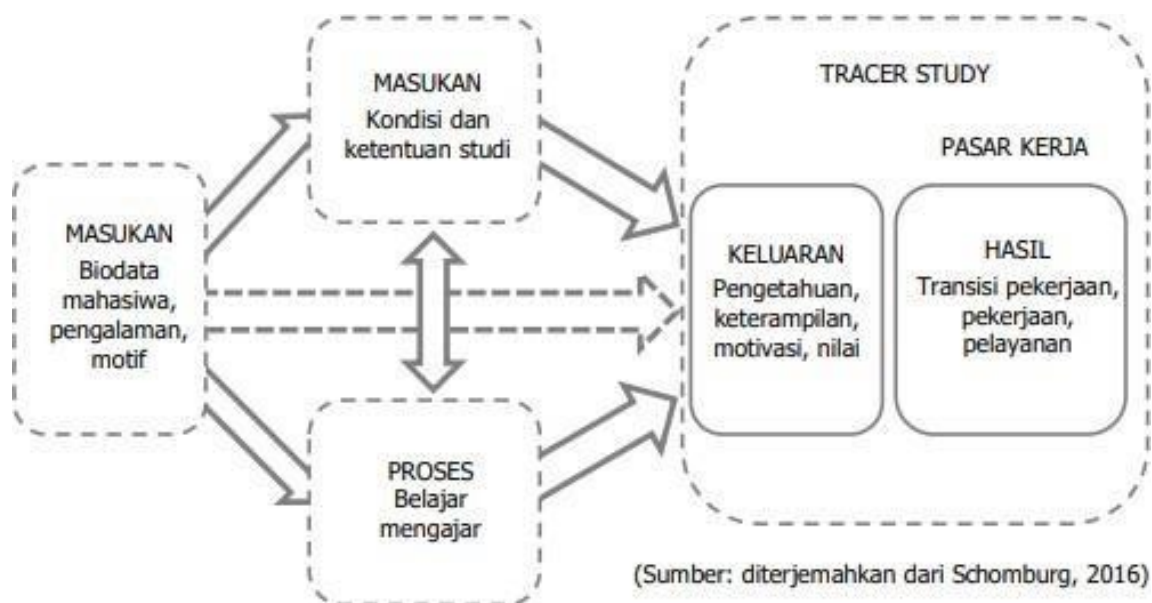 MASUKAN
Biodata
mahasiwa,
pengalaman,
motif
MASUKAN
Kondisi dan
ketentuan studi
PROSES
Belajar
mengajar
TRACER STUDY
PASAR KERJA
KELUARAN
Pengetahuan,
keterampilan,
motivasi, nilai
HASIL
Transisi pekerjaan,
pekerjaan,
pelayanan
(Sumber: diterjemahkan dari Schomburg, 2016)